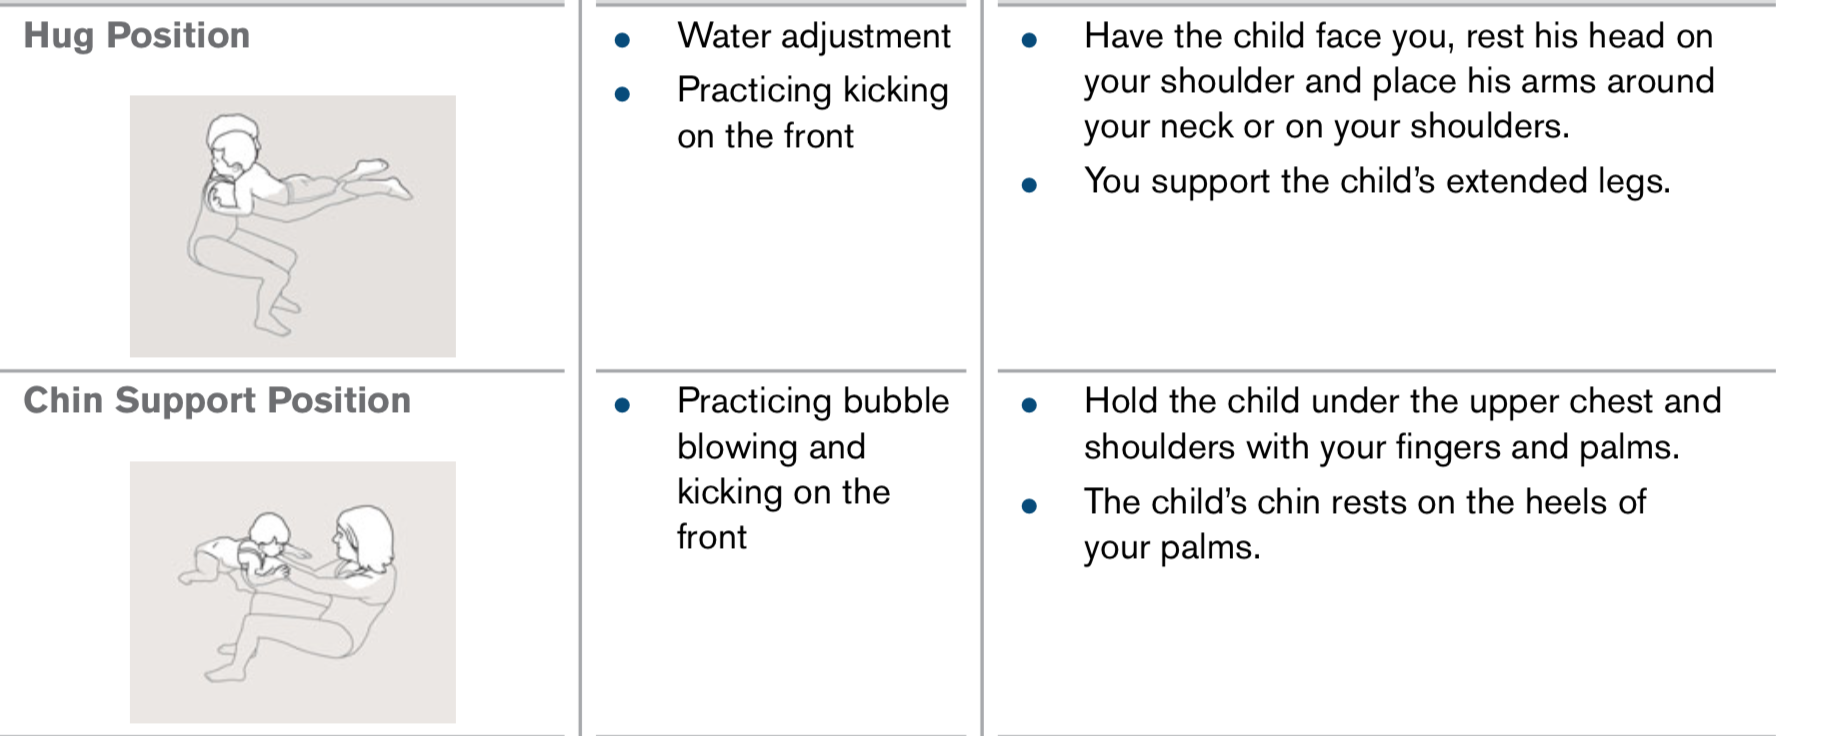 Hug Position
• Water adjustment
• Practicing kicking
on the front
• Have the child face you, rest his head on
your shoulder and place his arms around
your neck or on your shoulders.
• You support the child’s extended legs.
Chin Support Position
• Practicing bubble
blowing and
kicking on the
front
• Hold the child under the upper chest and
shoulders with your fingers and palms.
• The child’s chin rests on the heels of
your palms.